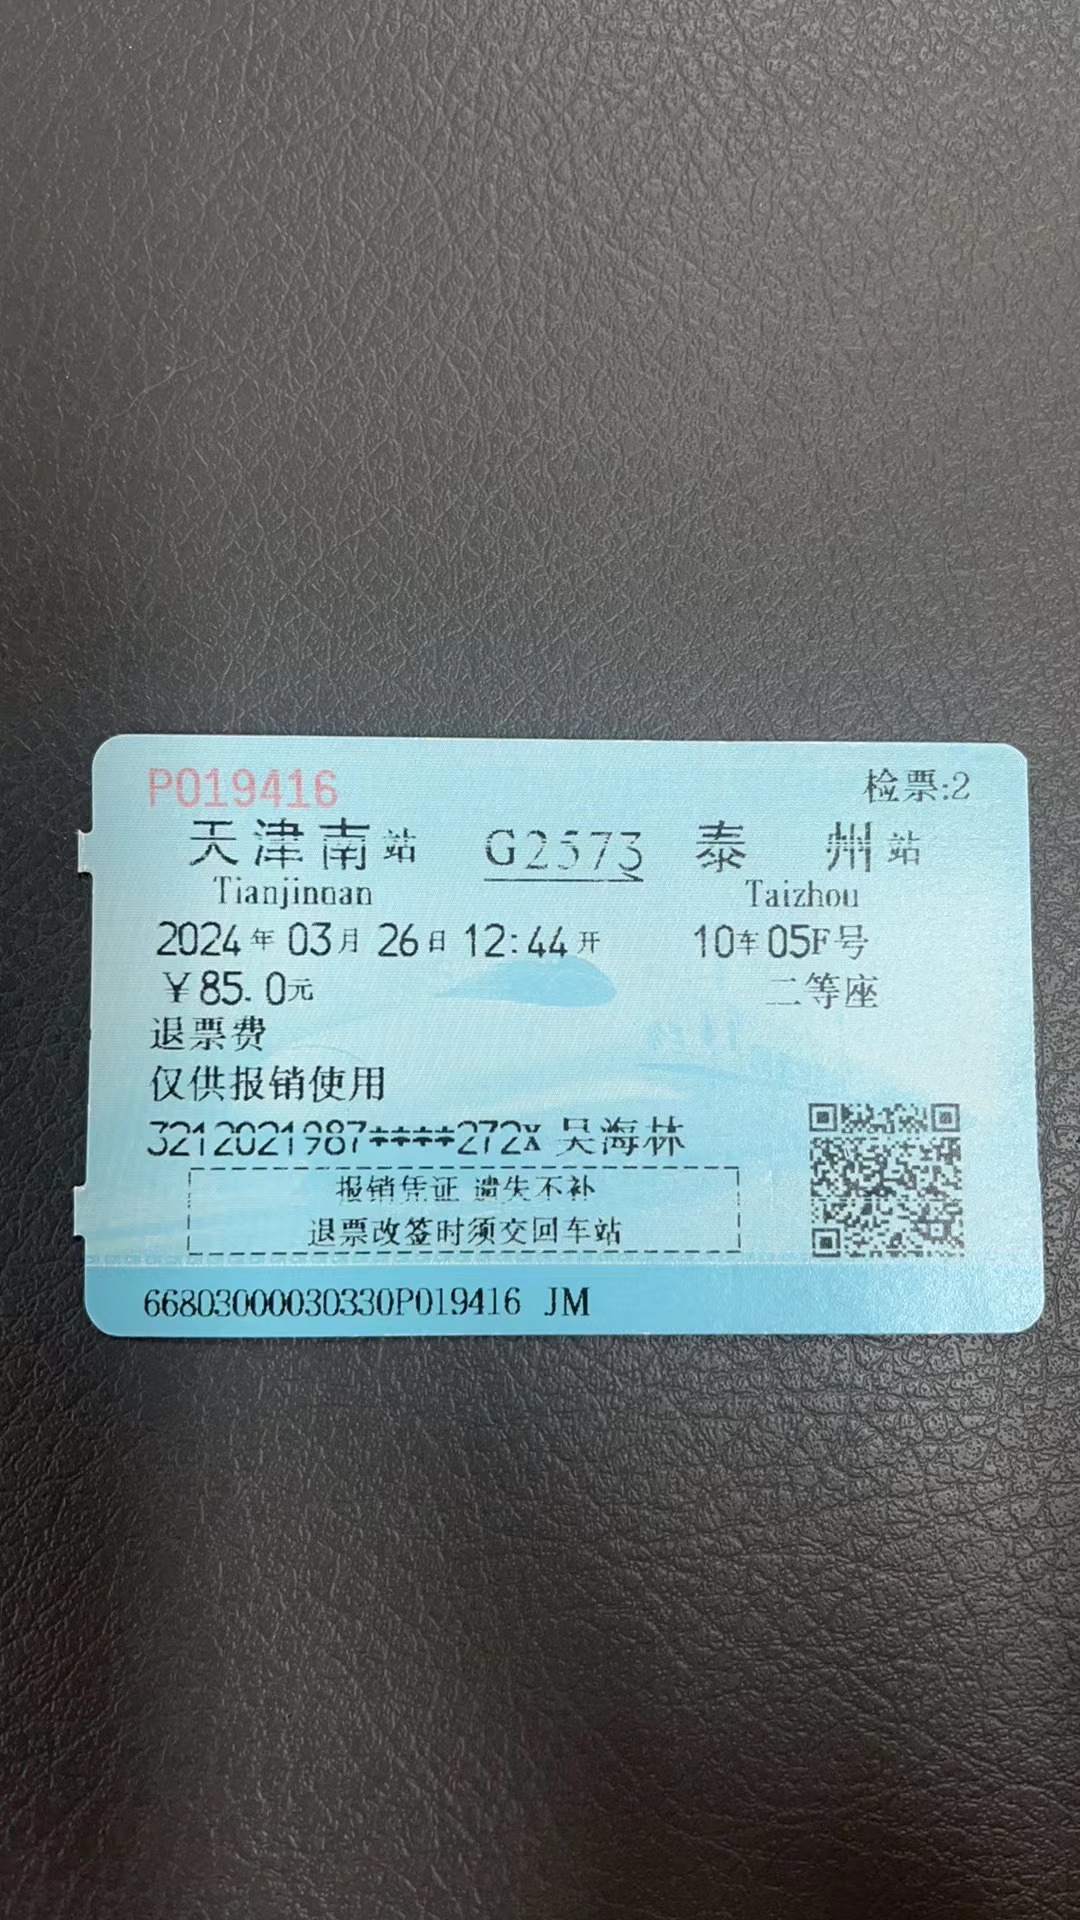 P019416 检票:2
天津南站 G2573 泰州站
Tianjinnan Taizhou
2024年03月26日12:44开 10车05F号
¥85.0元 二等座
退票费
仅供报销使用
3212021987****272X 吴海林
报销凭证 遗失不补
退票改签时须交回车站
66803000030330P019416 JM